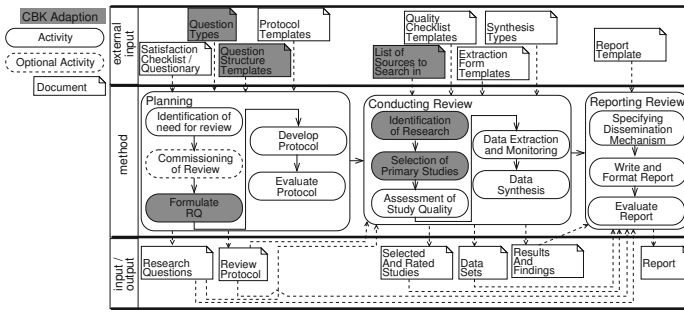 CBK Adaption
Activity
Optional Activity
Document
external
input
Question
Types
Protocol
Templates
Satisfaction
Checklist /
Questionary
Question
Structure
Templates
Quality
Checklist
Templates
Synthesis
Types
List of
Sources to
Search in
Extraction
Form
Templates
Report
Template
method
Planning
Identification of
need for review
Commissioning
of Review
Formulate
RQ
Develop
Protocol
Evaluate
Protocol
Conducting Review
Identification
of Research
Selection of
Primary Studies
Assessment of
Study Quality
Data Extraction
and Monitoring
Data
Synthesis
Reporting Review
Specifying
Dissemination
Mechanism
Write and
Format Report
Evaluate
Report
input /
output
Research
Questions
Review
Protocol
Selected
And Rated
Studies
Data
Sets
Results
And
Findings
Report